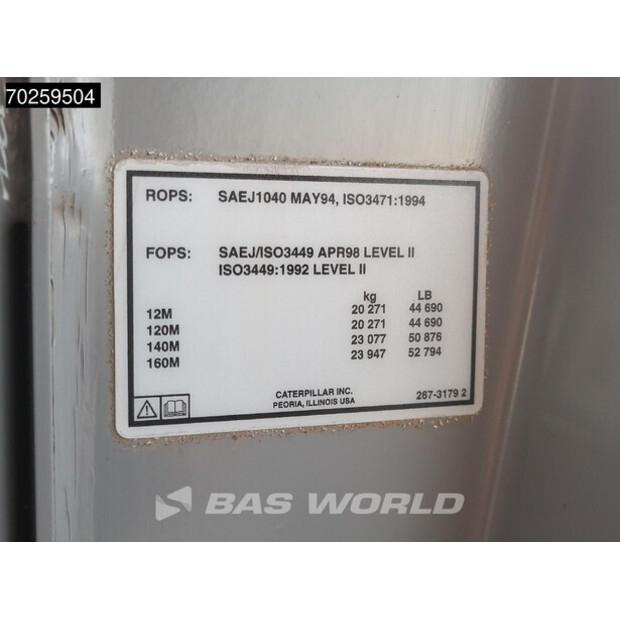 70259504
ROPS: SAEJ1040 MAY94, ISO3471:1994
FOPS: SAEJ/ISO3449 APR98 LEVEL II
ISO3449:1992 LEVEL II
kg LB
12M 20 271 44 690
120M 20 271 44 690
140M 23 077 50 876
160M 23 947 52 794
CATERPILLAR INC.
PEORIA, ILLINOIS USA
267-3179 2
BAS WORLD